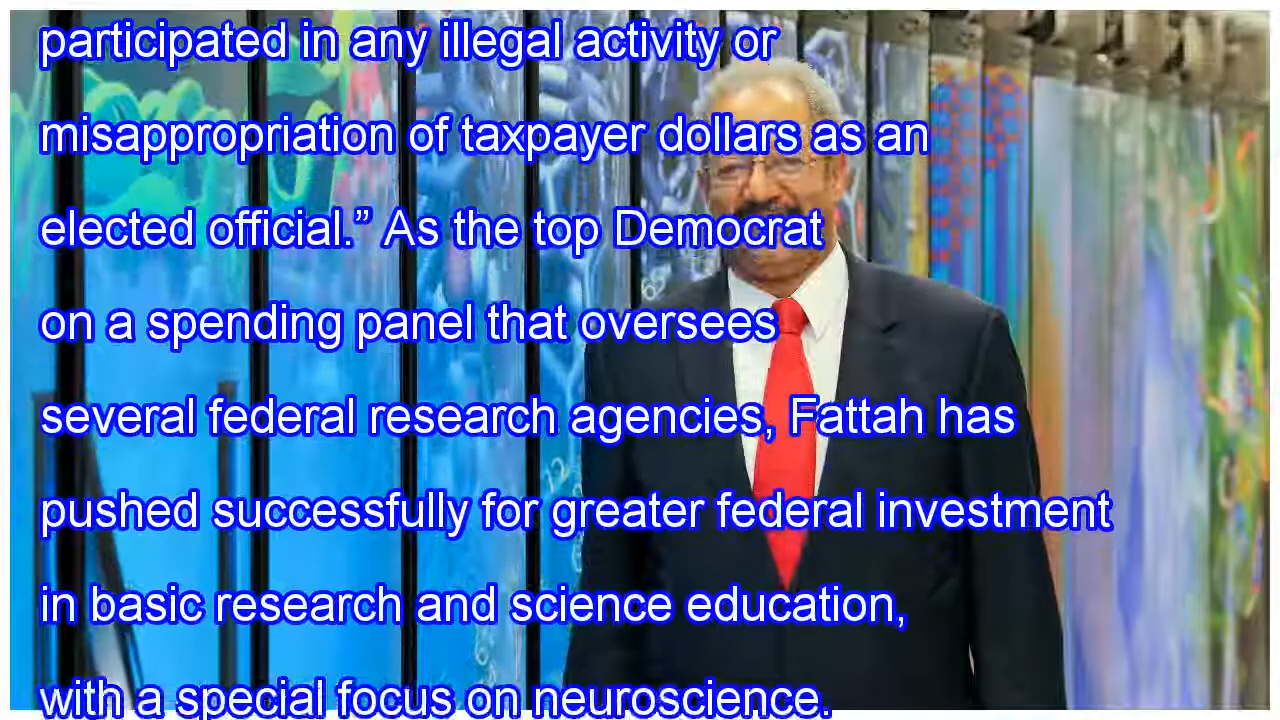 participated in any illegal activity or
misappropriation of taxpayer dollars as an
elected official.” As the top Democrat
on a spending panel that oversees
several federal research agencies, Fattah has
pushed successfully for greater federal investment
in basic research and science education,
with a special focus on neuroscience.